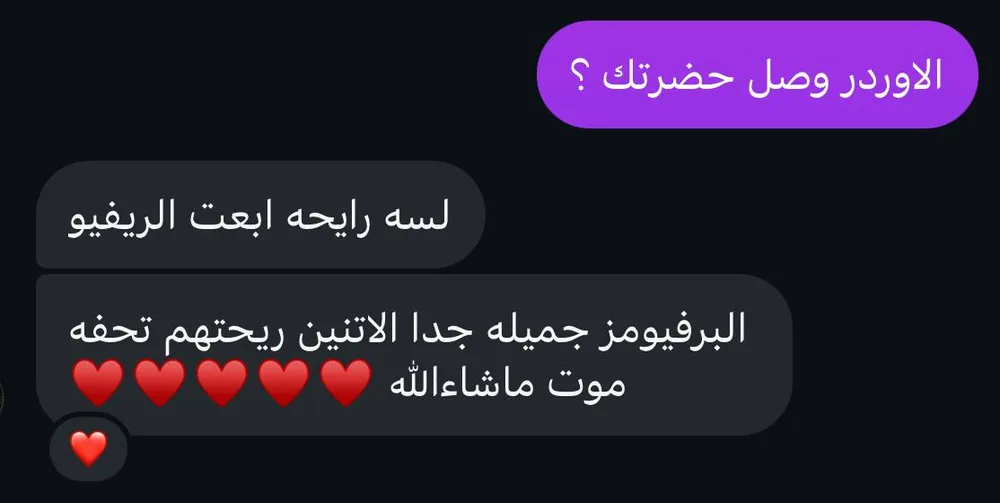 الاوردر وصل حضرتك ؟
لسه رايحه ابعت الريفيو
البرفيومز جميله جدا الاتنين ريحتهم تحفه
موت ماشاءالله ♥️♥️♥️♥️♥️
❤️